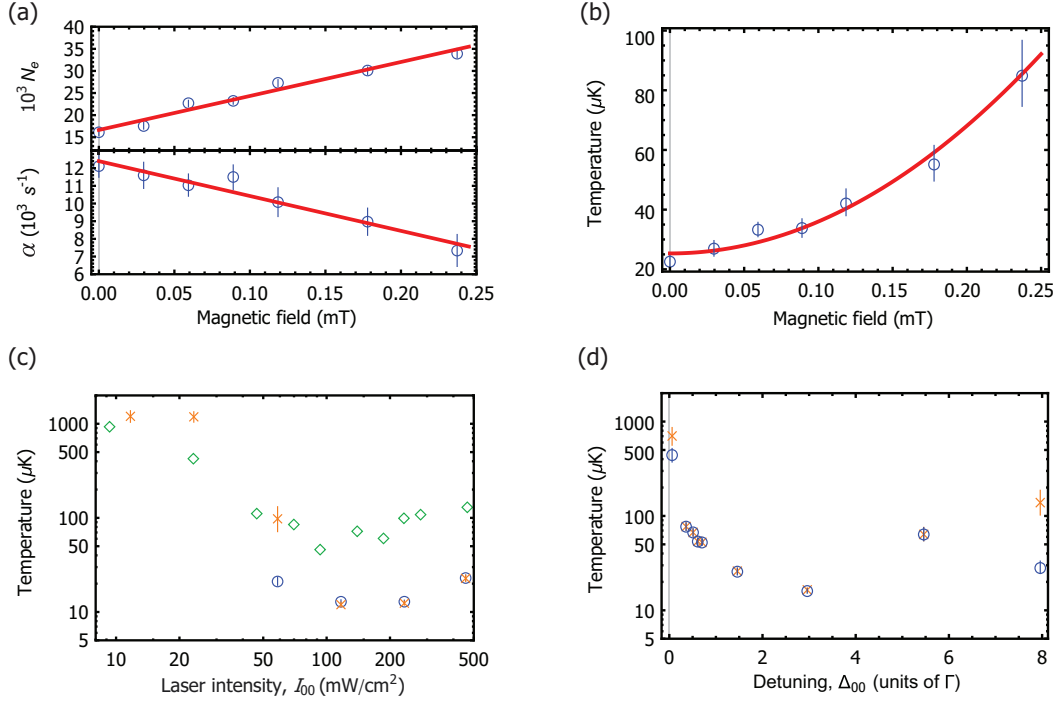 (a)
40
35
30
25
20
15
10³ Nₑ
12
11
10
9
8
7
6
α (10³ s⁻¹)
0.00 0.05 0.10 0.15 0.20 0.25
Magnetic field (mT)
(b)
100
80
60
40
20
Temperature (μK)
0.00 0.05 0.10 0.15 0.20 0.25
Magnetic field (mT)
(c)
1000
500
100
50
10
5
Temperature (μK)
10 20 50 100 200 500
Laser intensity, I₀₀ (mW/cm²)
(d)
1000
500
100
50
10
5
Temperature (μK)
0 2 4 6 8
Detuning, Δ₀₀ (units of Γ)